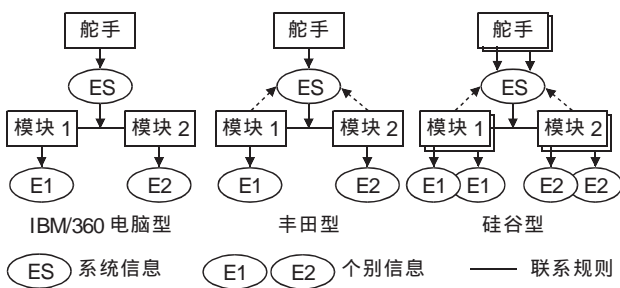 舵手 舵手 舵手
ES ES ES
模块 1 模块 2 模块 1 模块 2 模块 1 模块 2
E1 E2 E1 E2 E1 E1 E2 E2
IBM/360 电脑型 丰田型 硅谷型
ES 系统信息 E1 E2 个别信息 联系规则